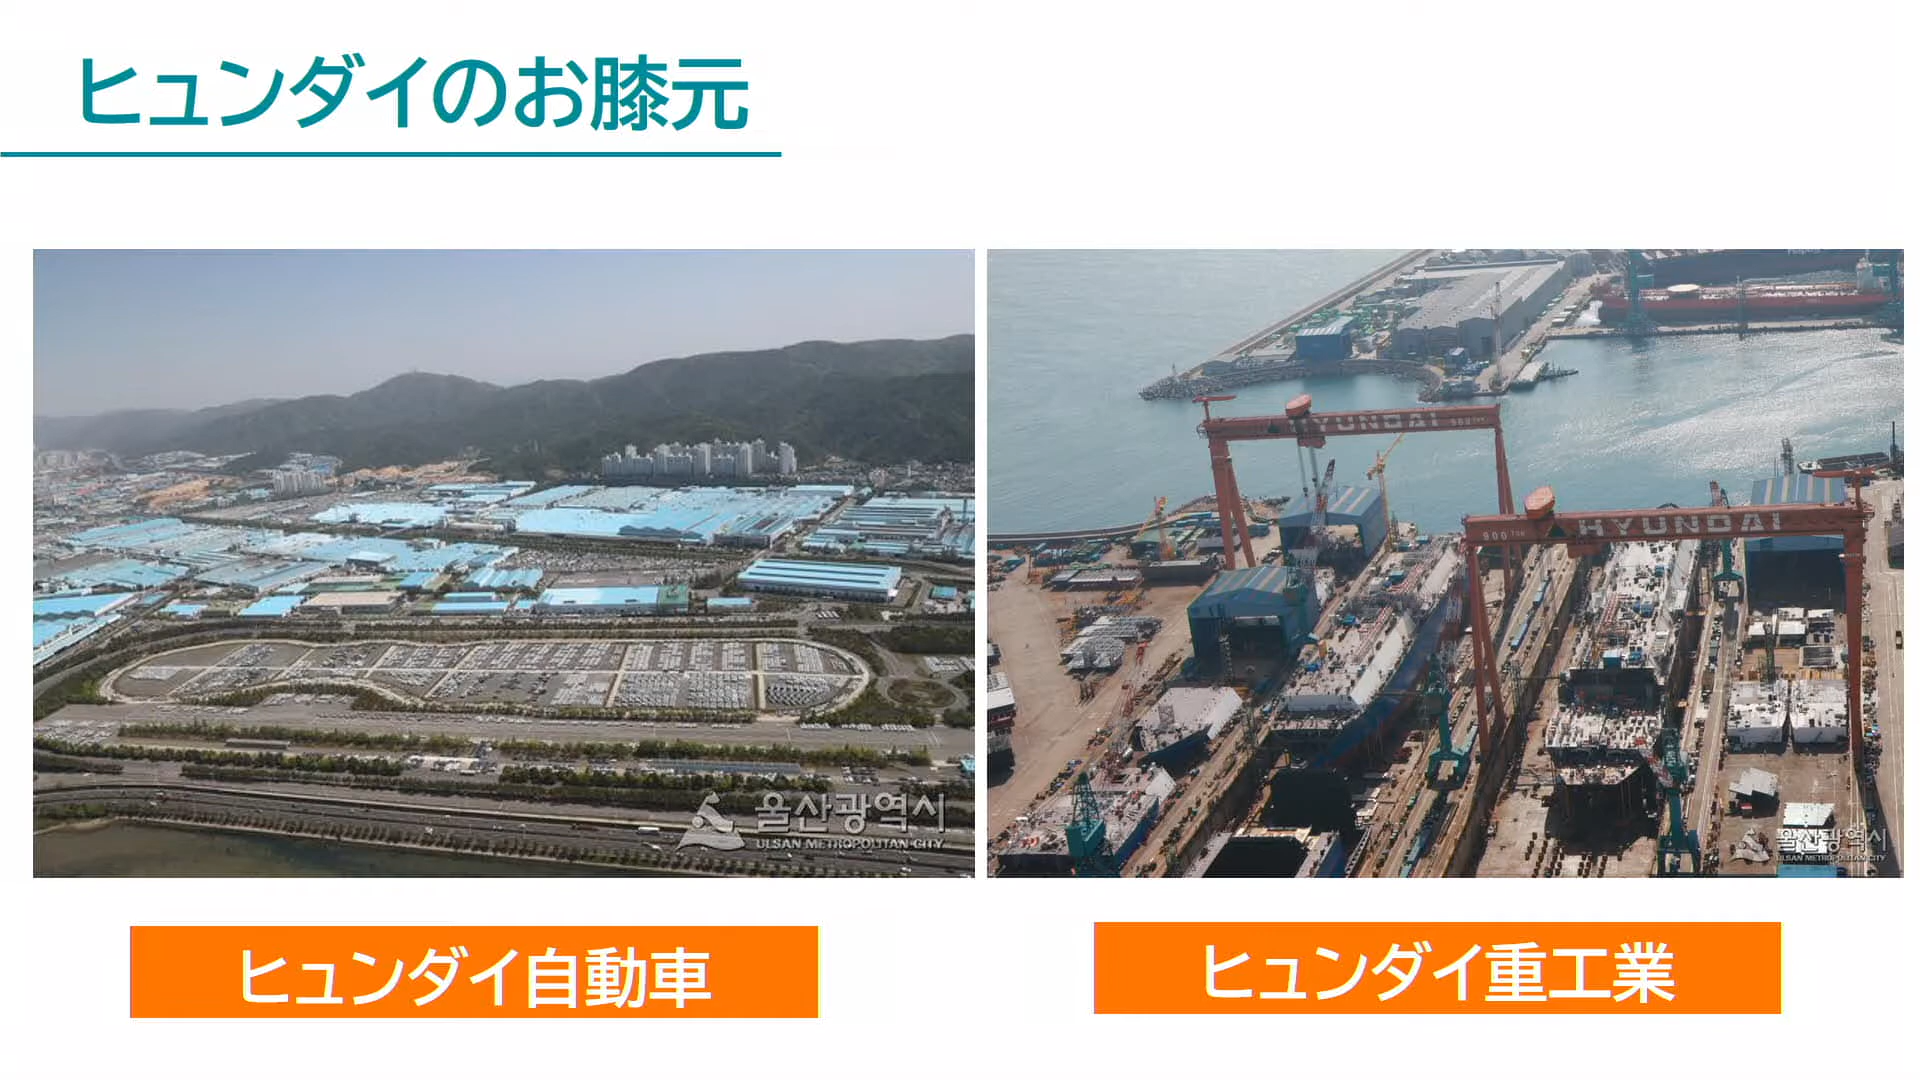 ヒュンダイのお膝元
HYUNDAI
HYUNDAI
900 TON
울산광역시
ULSAN METROPOLITAN CITY
울산광역시
ULSAN METROPOLITAN CITY
ヒュンダイ自動車
ヒュンダイ重工業